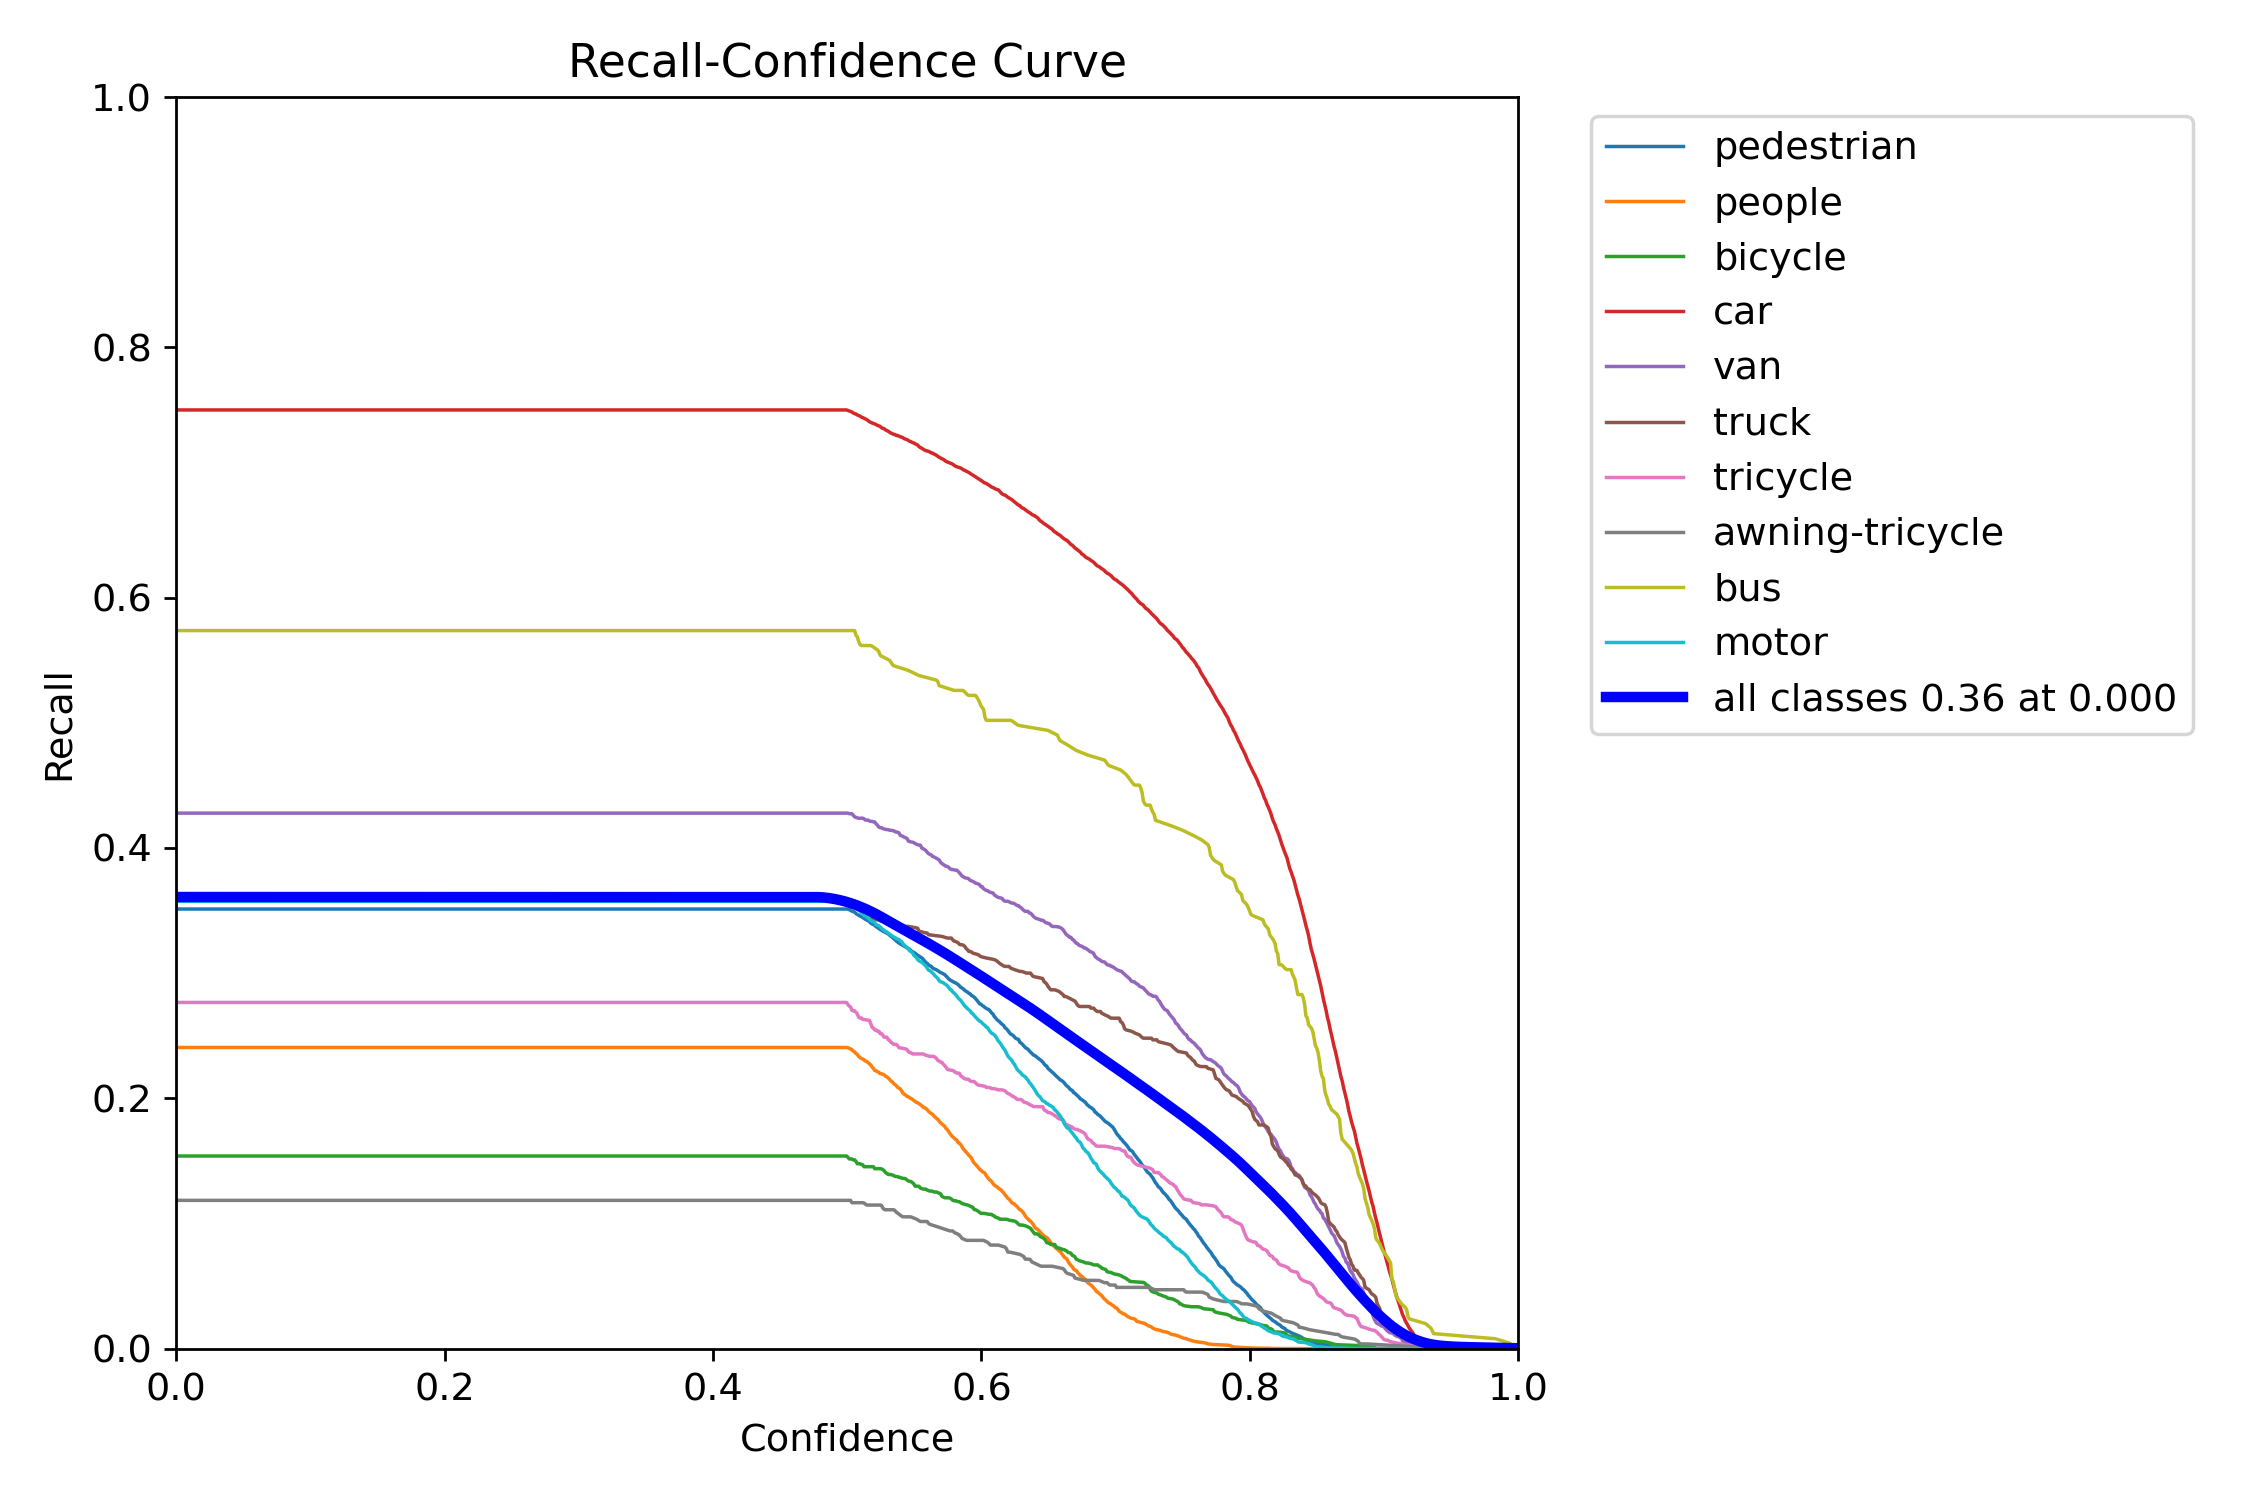 Recall-Confidence Curve
1.0
0.8
0.6
0.4
0.2
0.0
Recall
0.0 0.2 0.4 0.6 0.8 1.0
Confidence
pedestrian
people
bicycle
car
van
truck
tricycle
awning-tricycle
bus
motor
all classes 0.36 at 0.000